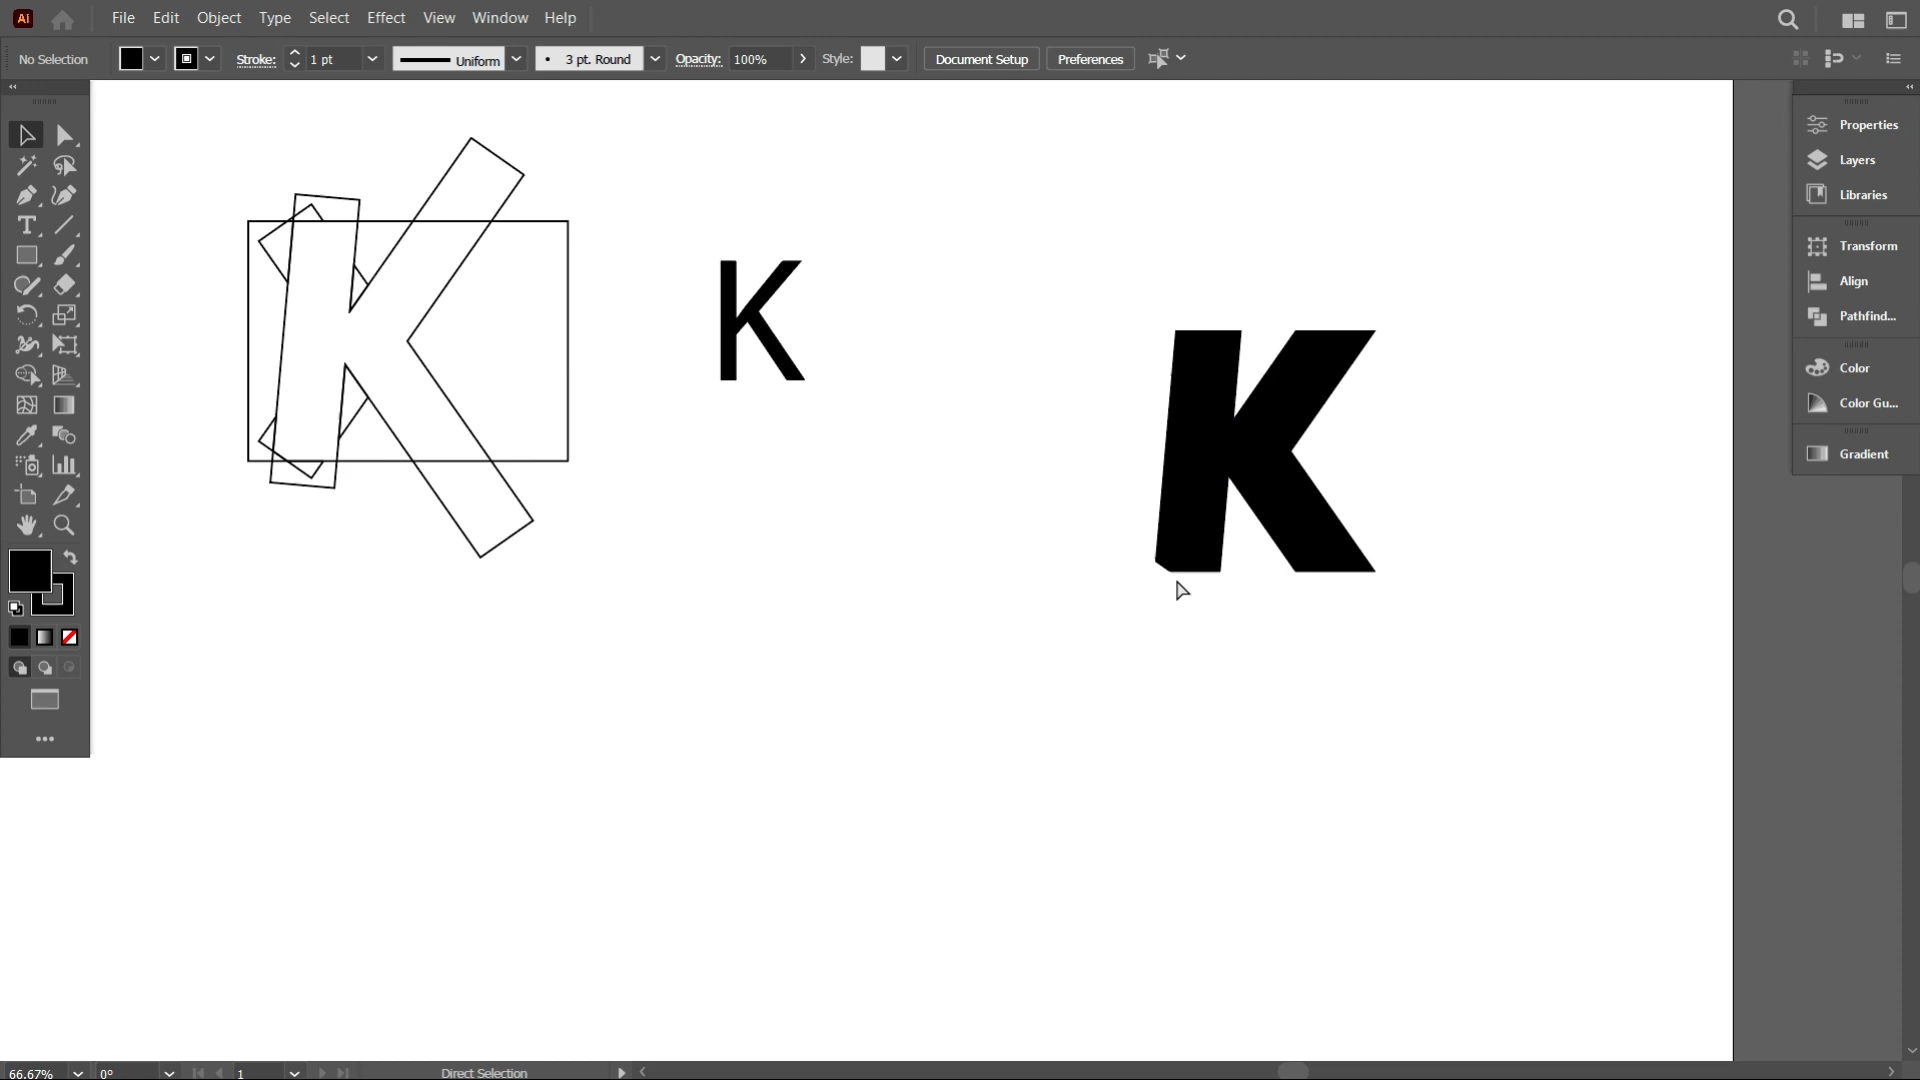 Ai File Edit Object Type Select Effect View Window Help
No Selection Stroke: 1 pt Uniform 3 pt. Round Opacity: 100% Style: Document Setup Preferences
Properties
Layers
Libraries
Transform
Align
Pathfind...
Color
Color Gu...
Gradient
K
K
66.67% 0° 1 Direct Selection